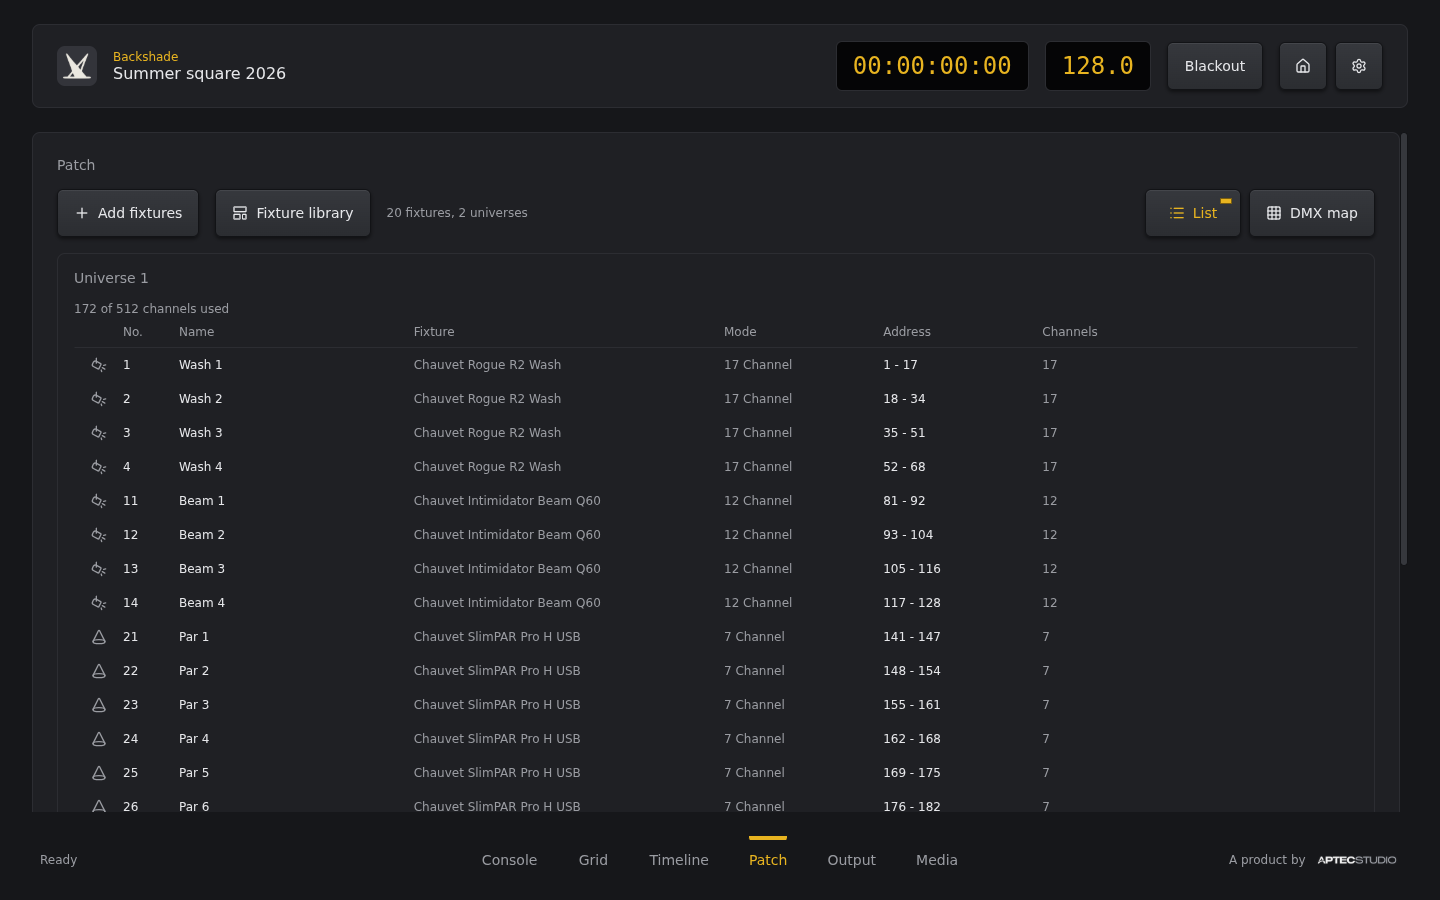 Backshade
Summer square 2026
00:00:00:00
128.0
Blackout
Patch
Add fixtures
Fixture library
20 fixtures, 2 universes
List
DMX map
Universe 1
172 of 512 channels used
No. Name Fixture Mode Address Channels
1 Wash 1 Chauvet Rogue R2 Wash 17 Channel 1 - 17 17
2 Wash 2 Chauvet Rogue R2 Wash 17 Channel 18 - 34 17
3 Wash 3 Chauvet Rogue R2 Wash 17 Channel 35 - 51 17
4 Wash 4 Chauvet Rogue R2 Wash 17 Channel 52 - 68 17
11 Beam 1 Chauvet Intimidator Beam Q60 12 Channel 81 - 92 12
12 Beam 2 Chauvet Intimidator Beam Q60 12 Channel 93 - 104 12
13 Beam 3 Chauvet Intimidator Beam Q60 12 Channel 105 - 116 12
14 Beam 4 Chauvet Intimidator Beam Q60 12 Channel 117 - 128 12
21 Par 1 Chauvet SlimPAR Pro H USB 7 Channel 141 - 147 7
22 Par 2 Chauvet SlimPAR Pro H USB 7 Channel 148 - 154 7
23 Par 3 Chauvet SlimPAR Pro H USB 7 Channel 155 - 161 7
24 Par 4 Chauvet SlimPAR Pro H USB 7 Channel 162 - 168 7
25 Par 5 Chauvet SlimPAR Pro H USB 7 Channel 169 - 175 7
26 Par 6 Chauvet SlimPAR Pro H USB 7 Channel 176 - 182 7
Ready
Console
Grid
Timeline
Patch
Output
Media
A product by APTECSTUDIO